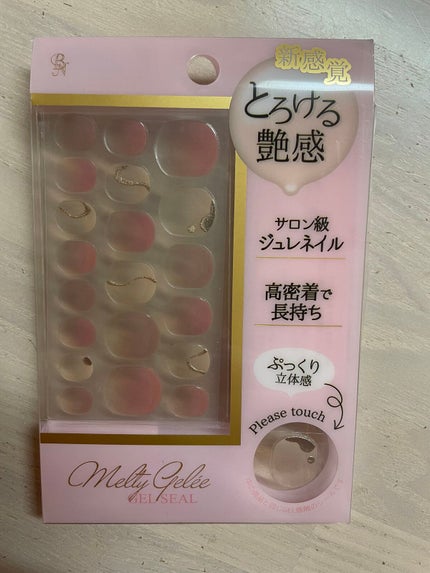 新感覚
とろける
艶感
サロン級
ジュレネイル
高密着で
長持ち
ぷっくり
立体感
Please touch
Melty Gelée
GEL SEAL